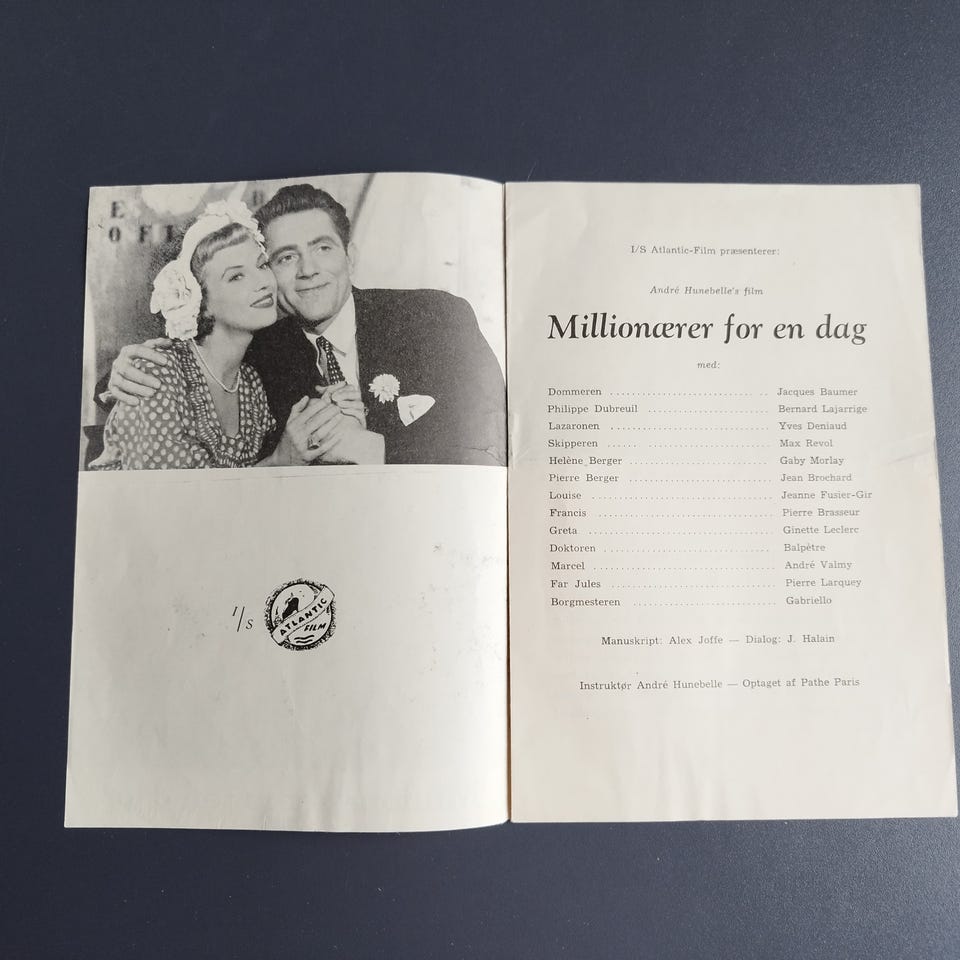 I/S
ATLANTIC
FILM
I/S Atlantic-Film præsenterer:
André Hunebelle's film
Millionærer for en dag
med:
Dommeren .............................. Jacques Baumer
Philippe Dubreuil ........................ Bernard Lajarrige
Lazaronen .............................. Yves Deniaud
Skipperen .............................. Max Revol
Helène Berger .......................... Gaby Morlay
Pierre Berger ........................... Jean Brochard
Louise ................................. Jeanne Fusier-Gir
Francis ................................ Pierre Brasseur
Greta .................................. Ginette Leclerc
Doktoren ............................... Balpètre
Marcel ................................. André Valmy
Far Jules ............................... Pierre Larquey
Borgmesteren ........................... Gabriello
Manuskript: Alex Joffe — Dialog: J. Halain
Instruktør André Hunebelle — Optaget af Pathe Paris